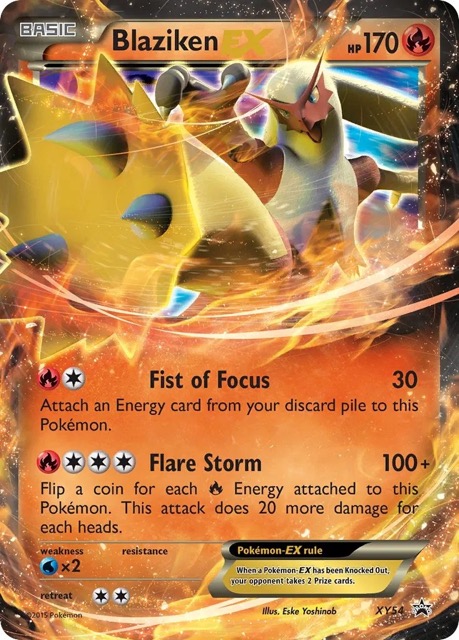 BASIC Blaziken EX HP170
Fist of Focus 30
Attach an Energy card from your discard pile to this
Pokémon.
Flare Storm 100+
Flip a coin for each Energy attached to this
Pokémon. This attack does 20 more damage for
each heads.
weakness resistance
×2
Pokémon-EX rule
When a Pokémon-EX has been Knocked Out,
your opponent takes 2 Prize cards.
retreat
©2015 Pokémon Illus. Eske Yoshinob XY54